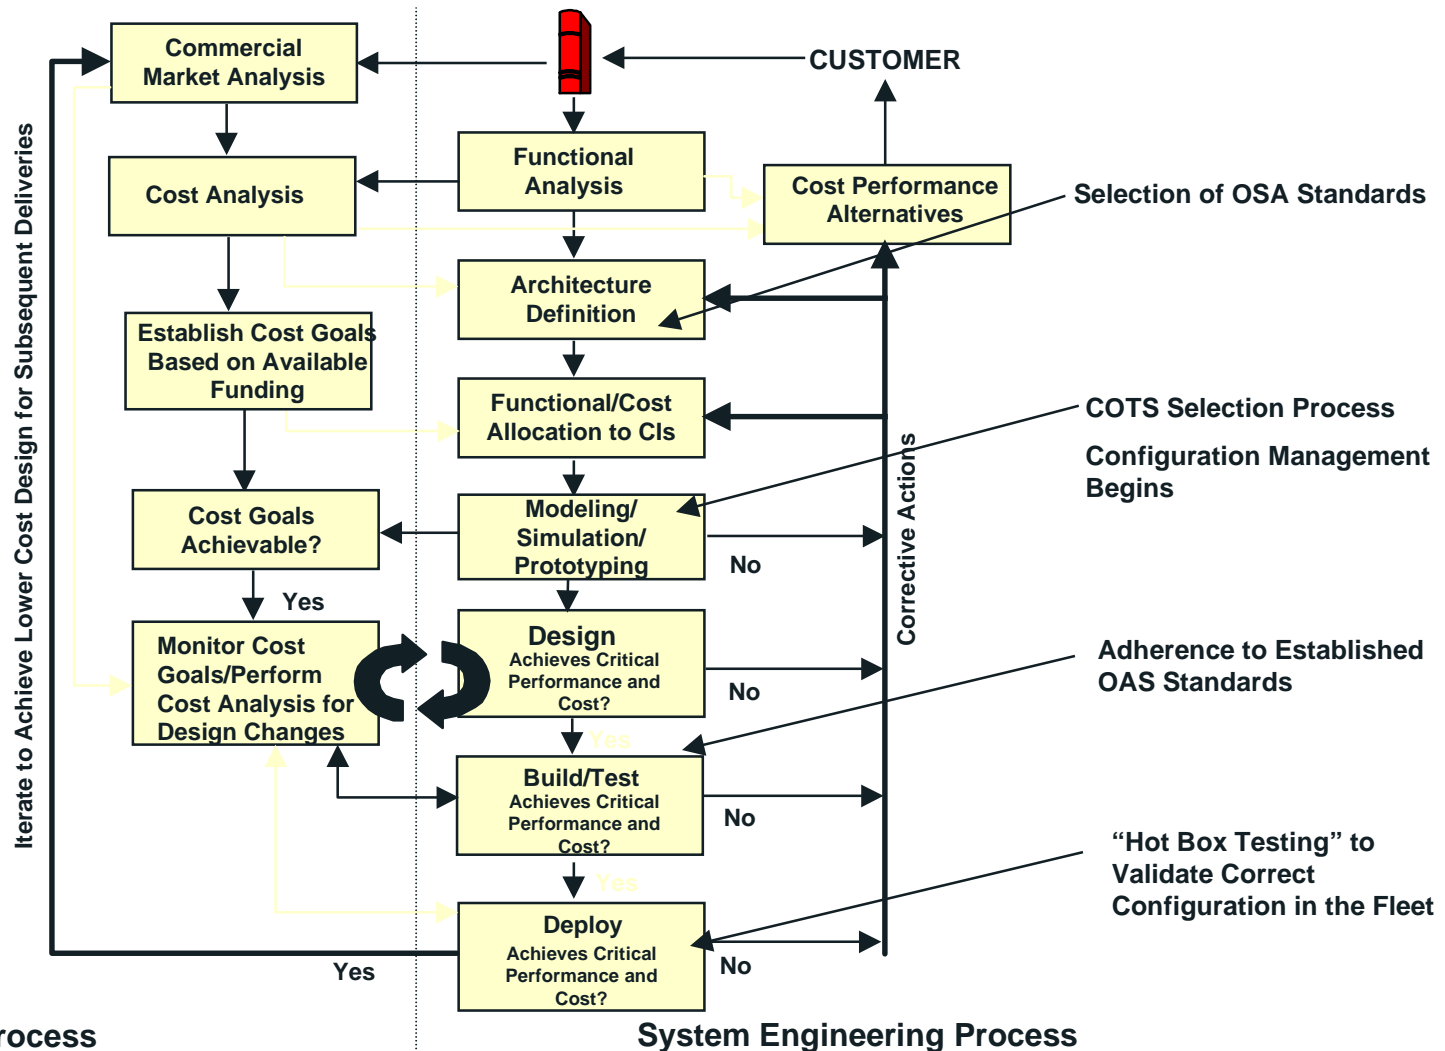 Commercial
Market Analysis
CUSTOMER
Functional
Analysis
Cost Analysis
Cost Performance
Alternatives
Selection of OSA Standards
Architecture
Definition
Establish Cost Goals
Based on Available
Funding
Functional/Cost
Allocation to CIs
COTS Selection Process
Configuration Management
Begins
Cost Goals
Achievable?
Modeling/
Simulation/
Prototyping
No
Yes
Monitor Cost
Goals/Perform
Cost Analysis for
Design Changes
Design
Achieves Critical
Performance and
Cost?
No
Yes
Adherence to Established
OAS Standards
Build/Test
Achieves Critical
Performance and
Cost?
No
Yes
"Hot Box Testing" to
Validate Correct
Configuration in the Fleet
Deploy
Achieves Critical
Performance and
Cost?
No
Yes
Iterate to Achieve Lower Cost Design for Subsequent Deliveries
Corrective Actions
rocess
System Engineering Process